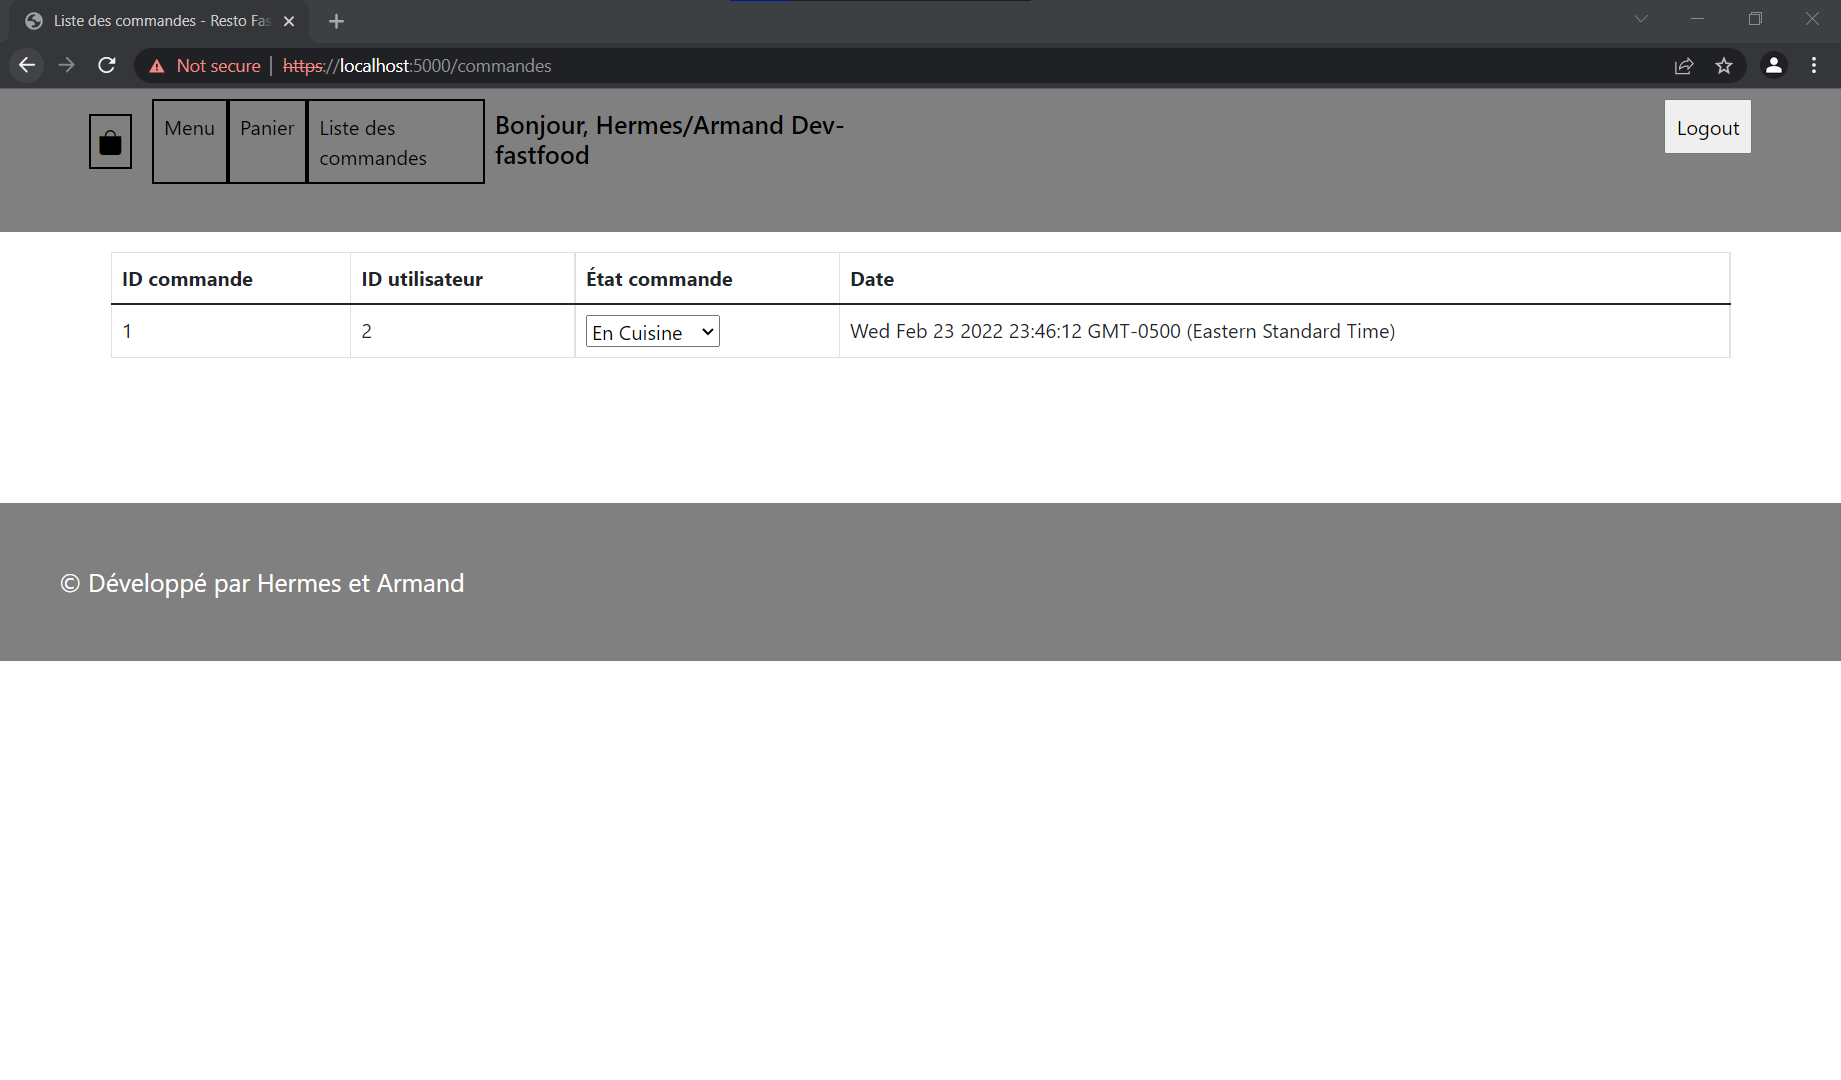 Liste des commandes - Resto Fas
Not secure | https://localhost:5000/commandes
Menu
Panier
Liste des
commandes
Bonjour, Hermes/Armand Dev-
fastfood
Logout
ID commande ID utilisateur État commande Date
1 2 En Cuisine Wed Feb 23 2022 23:46:12 GMT-0500 (Eastern Standard Time)
© Développé par Hermes et Armand